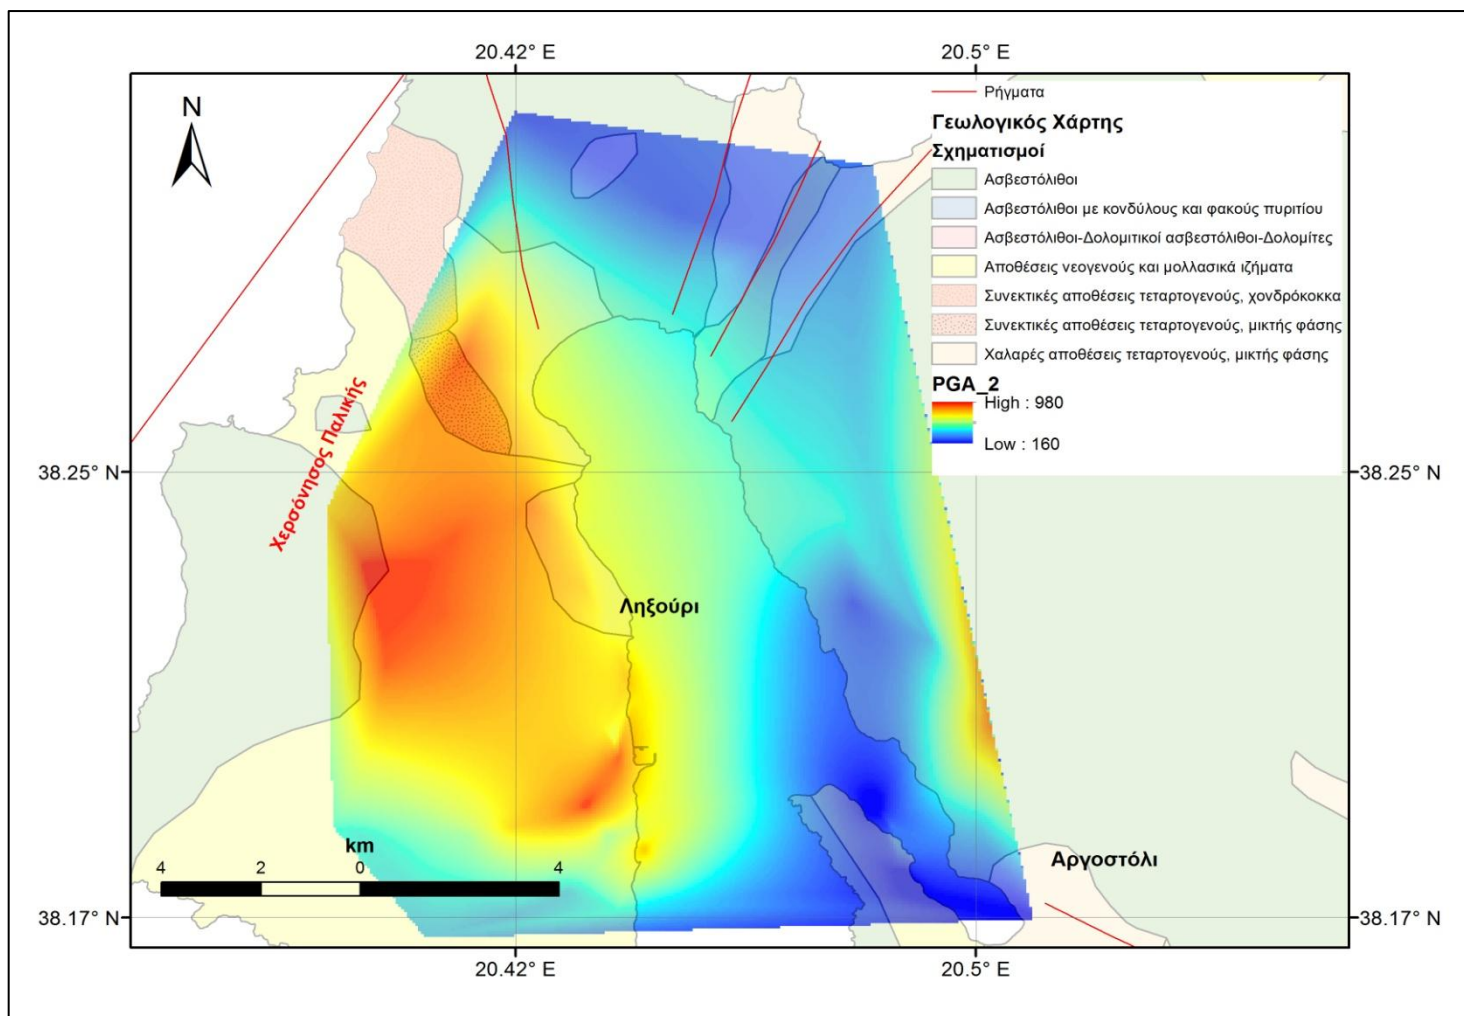 20.42° E
20.5° E
N
Ρήγματα
Γεωλογικός Χάρτης
Σχηματισμοί
Ασβεστόλιθοι
Ασβεστόλιθοι με κονδύλους και φακούς πυριτίου
Ασβεστόλιθοι-Δολομιτικοί ασβεστόλιθοι-Δολομίτες
Αποθέσεις νεογενούς και μολλασικά ιζήματα
Συνεκτικές αποθέσεις τεταρτογενούς, χονδρόκοκκα
Συνεκτικές αποθέσεις τεταρτογενούς, μικτής φάσης
Χαλαρές αποθέσεις τεταρτογενούς, μικτής φάσης
PGA_2
High : 980
Low : 160
Χερσόνησος Παλικής
38.25° N
38.25° N
Ληξούρι
Αργοστόλι
km
4 2 0 4
38.17° N
38.17° N
20.42° E
20.5° E